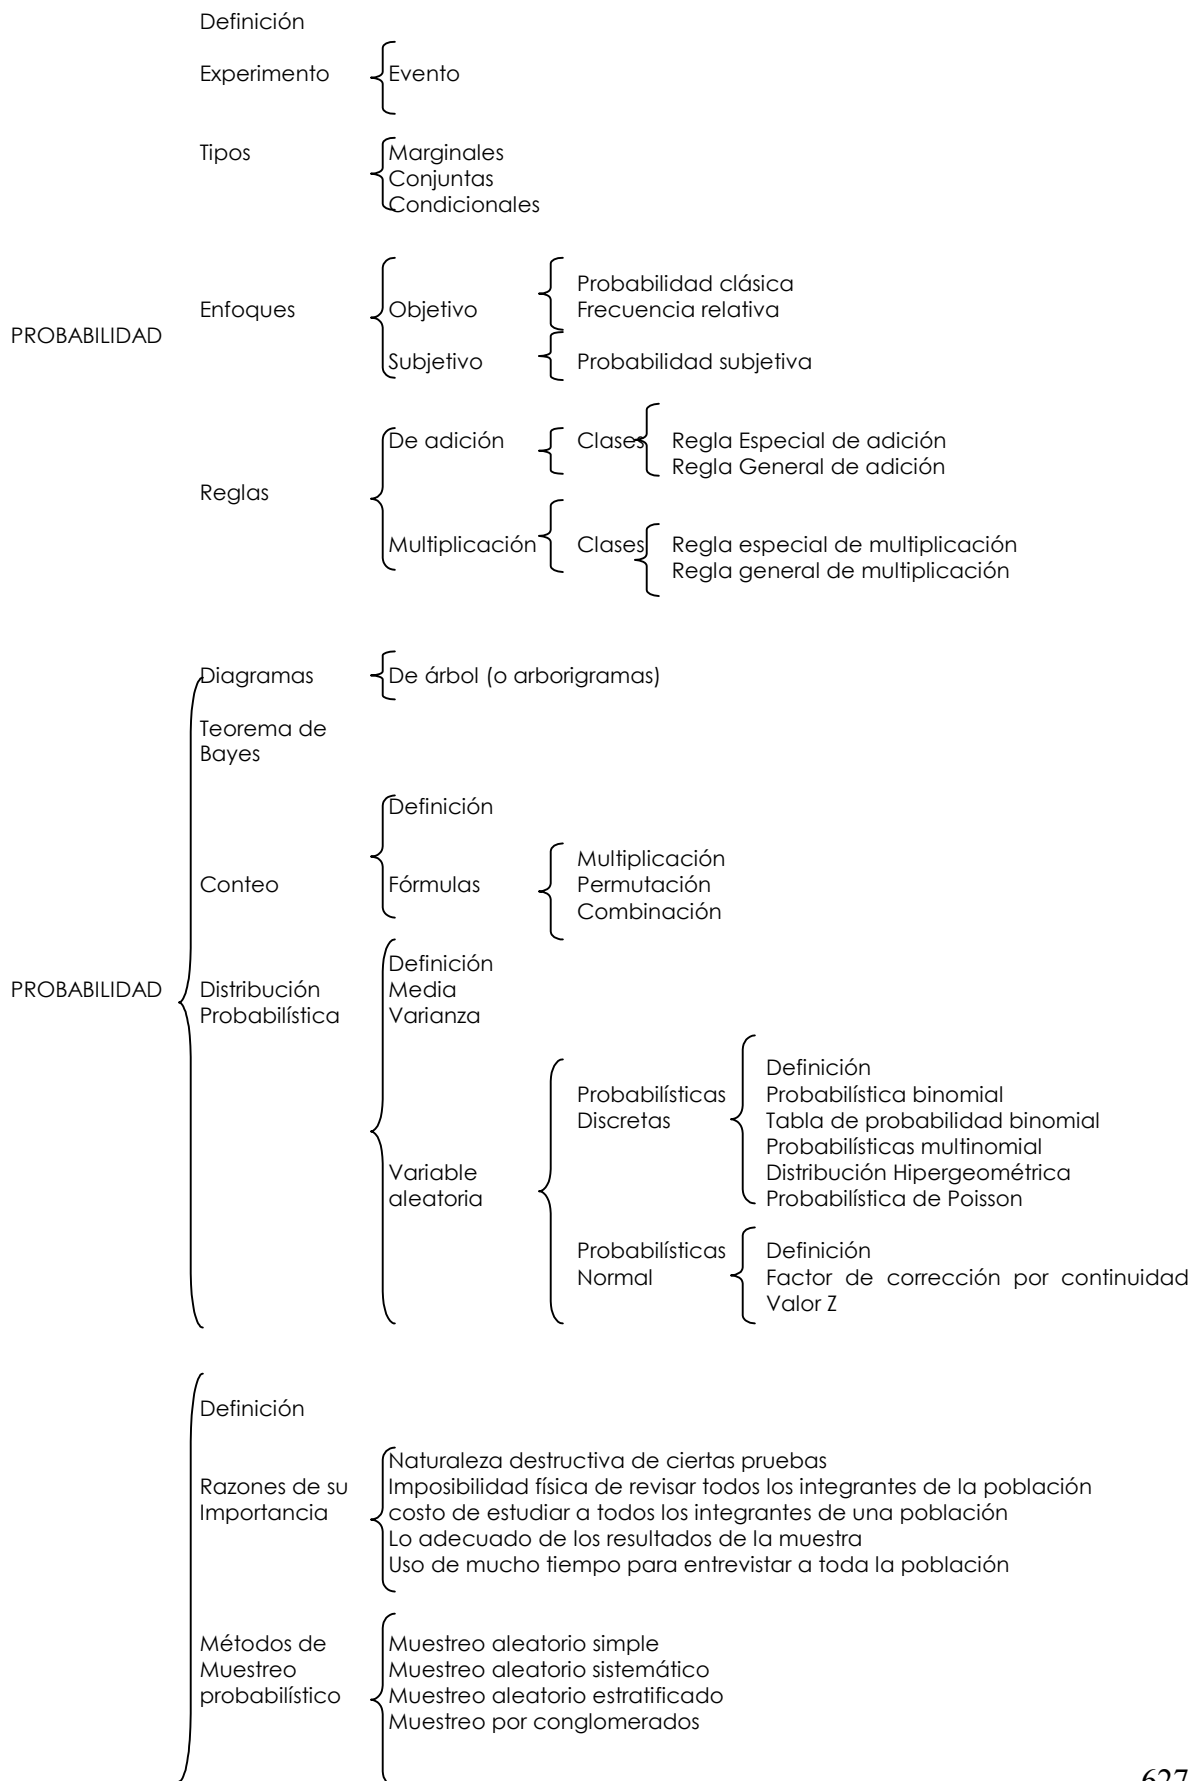 Definición
Experimento Evento
Tipos Marginales
Conjuntas
Condicionales
Probabilidad clásica
Enfoques Objetivo Frecuencia relativa
PROBABILIDAD
Subjetivo Probabilidad subjetiva
De adición Clases Regla Especial de adición
Regla General de adición
Reglas
Multiplicación Clases Regla especial de multiplicación
Regla general de multiplicación
Diagramas De árbol (o arborigramas)
Teorema de
Bayes
Definición
Multiplicación
Conteo Fórmulas Permutación
Combinación
Definición
PROBABILIDAD Distribución Media
Probabilística Varianza
Definición
Probabilísticas Probabilística binomial
Discretas Tabla de probabilidad binomial
Probabilísticas multinomial
Variable Distribución Hipergeométrica
aleatoria Probabilística de Poisson
Probabilísticas Definición
Normal Factor de corrección por continuidad
Valor Z
Definición
Naturaleza destructiva de ciertas pruebas
Razones de su Imposibilidad física de revisar todos los integrantes de la población
Importancia costo de estudiar a todos los integrantes de una población
Lo adecuado de los resultados de la muestra
Uso de mucho tiempo para entrevistar a toda la población
Métodos de Muestreo aleatorio simple
Muestreo Muestreo aleatorio sistemático
probabilístico Muestreo aleatorio estratificado
Muestreo por conglomerados
627